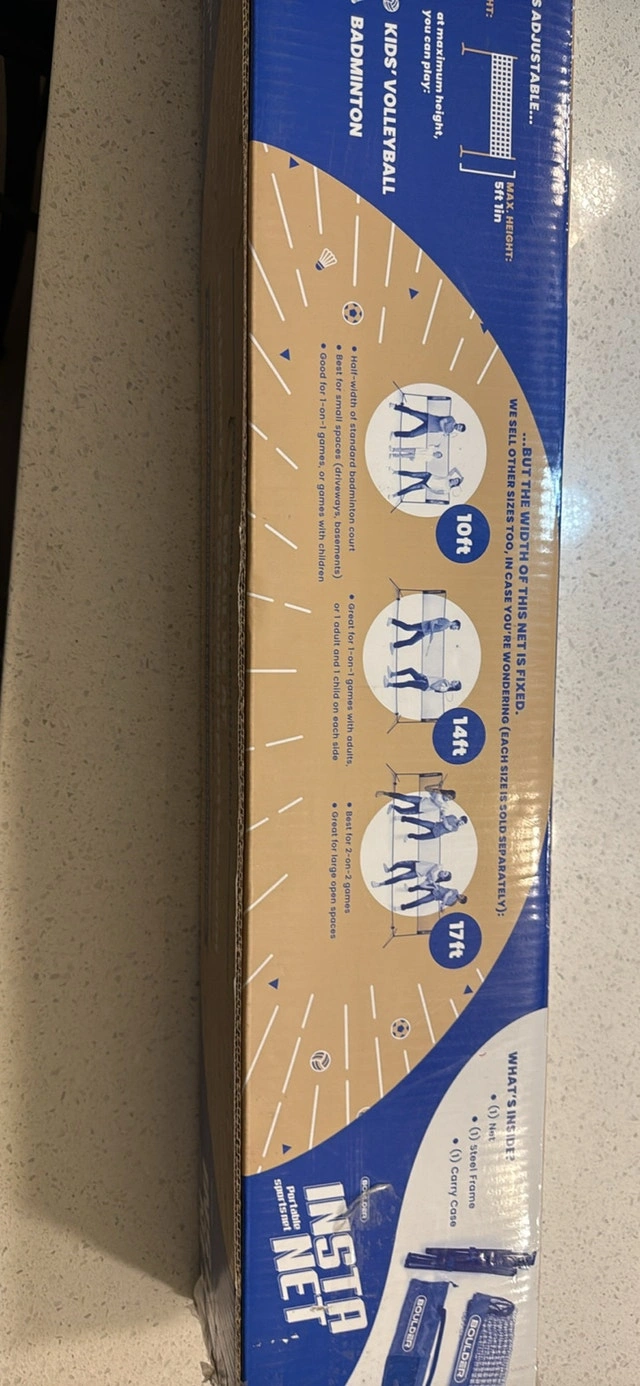 S ADJUSTABLE...
HT:
MAX. HEIGHT:
5ft 1in
at maximum height,
you can play:
KIDS' VOLLEYBALL
BADMINTON
...BUT THE WIDTH OF THIS NET IS FIXED.
WE SELL OTHER SIZES TOO, IN CASE YOU'RE WONDERING (EACH SIZE IS SOLD SEPARATELY):
10ft
• Half-width of standard badminton court
• Best for small spaces (driveways, basements)
• Good for 1-on-1 games, or games with children
14ft
• Great for 1-on-1 games with adults,
or 1 adult and 1 child on each side
17ft
• Best for 2-on-2 games
• Great for large open spaces
WHAT'S INSIDE?
• (1) Net
• (1) Steel Frame
• (1) Carry Case
BOULDER
BOULDER
BOULDER
INSTA
NET
Portable
sports net